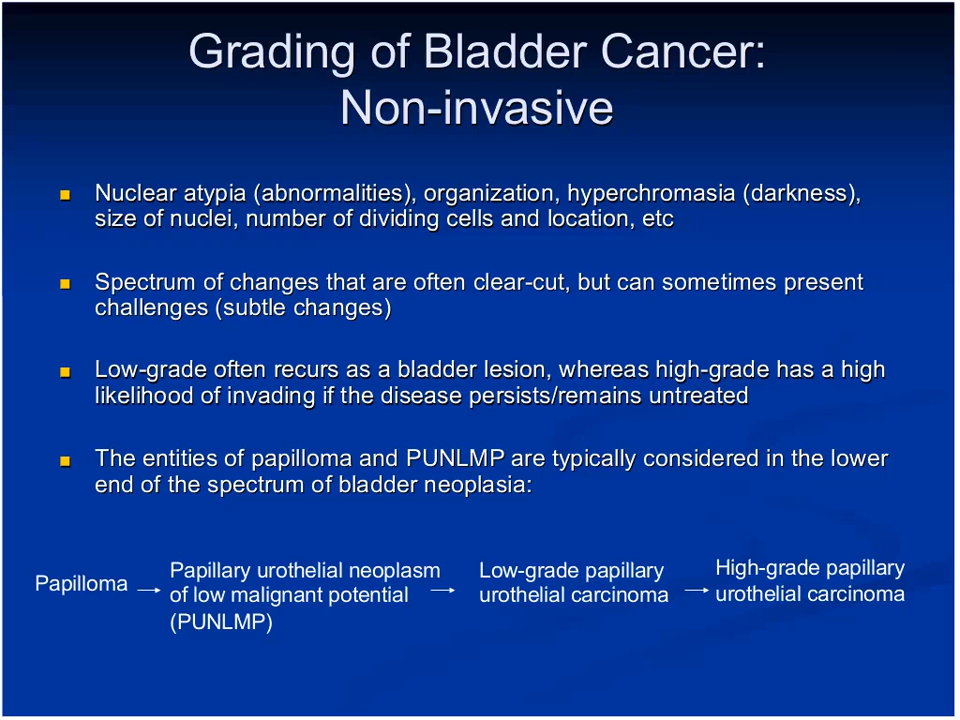 Grading of Bladder Cancer:
Non-invasive
Nuclear atypia (abnormalities), organization, hyperchromasia (darkness),
size of nuclei, number of dividing cells and location, etc
Spectrum of changes that are often clear-cut, but can sometimes present
challenges (subtle changes)
Low-grade often recurs as a bladder lesion, whereas high-grade has a high
likelihood of invading if the disease persists/remains untreated
The entities of papilloma and PUNLMP are typically considered in the lower
end of the spectrum of bladder neoplasia:
Papilloma
Papillary urothelial neoplasm
of low malignant potential
(PUNLMP)
Low-grade papillary
urothelial carcinoma
High-grade papillary
urothelial carcinoma